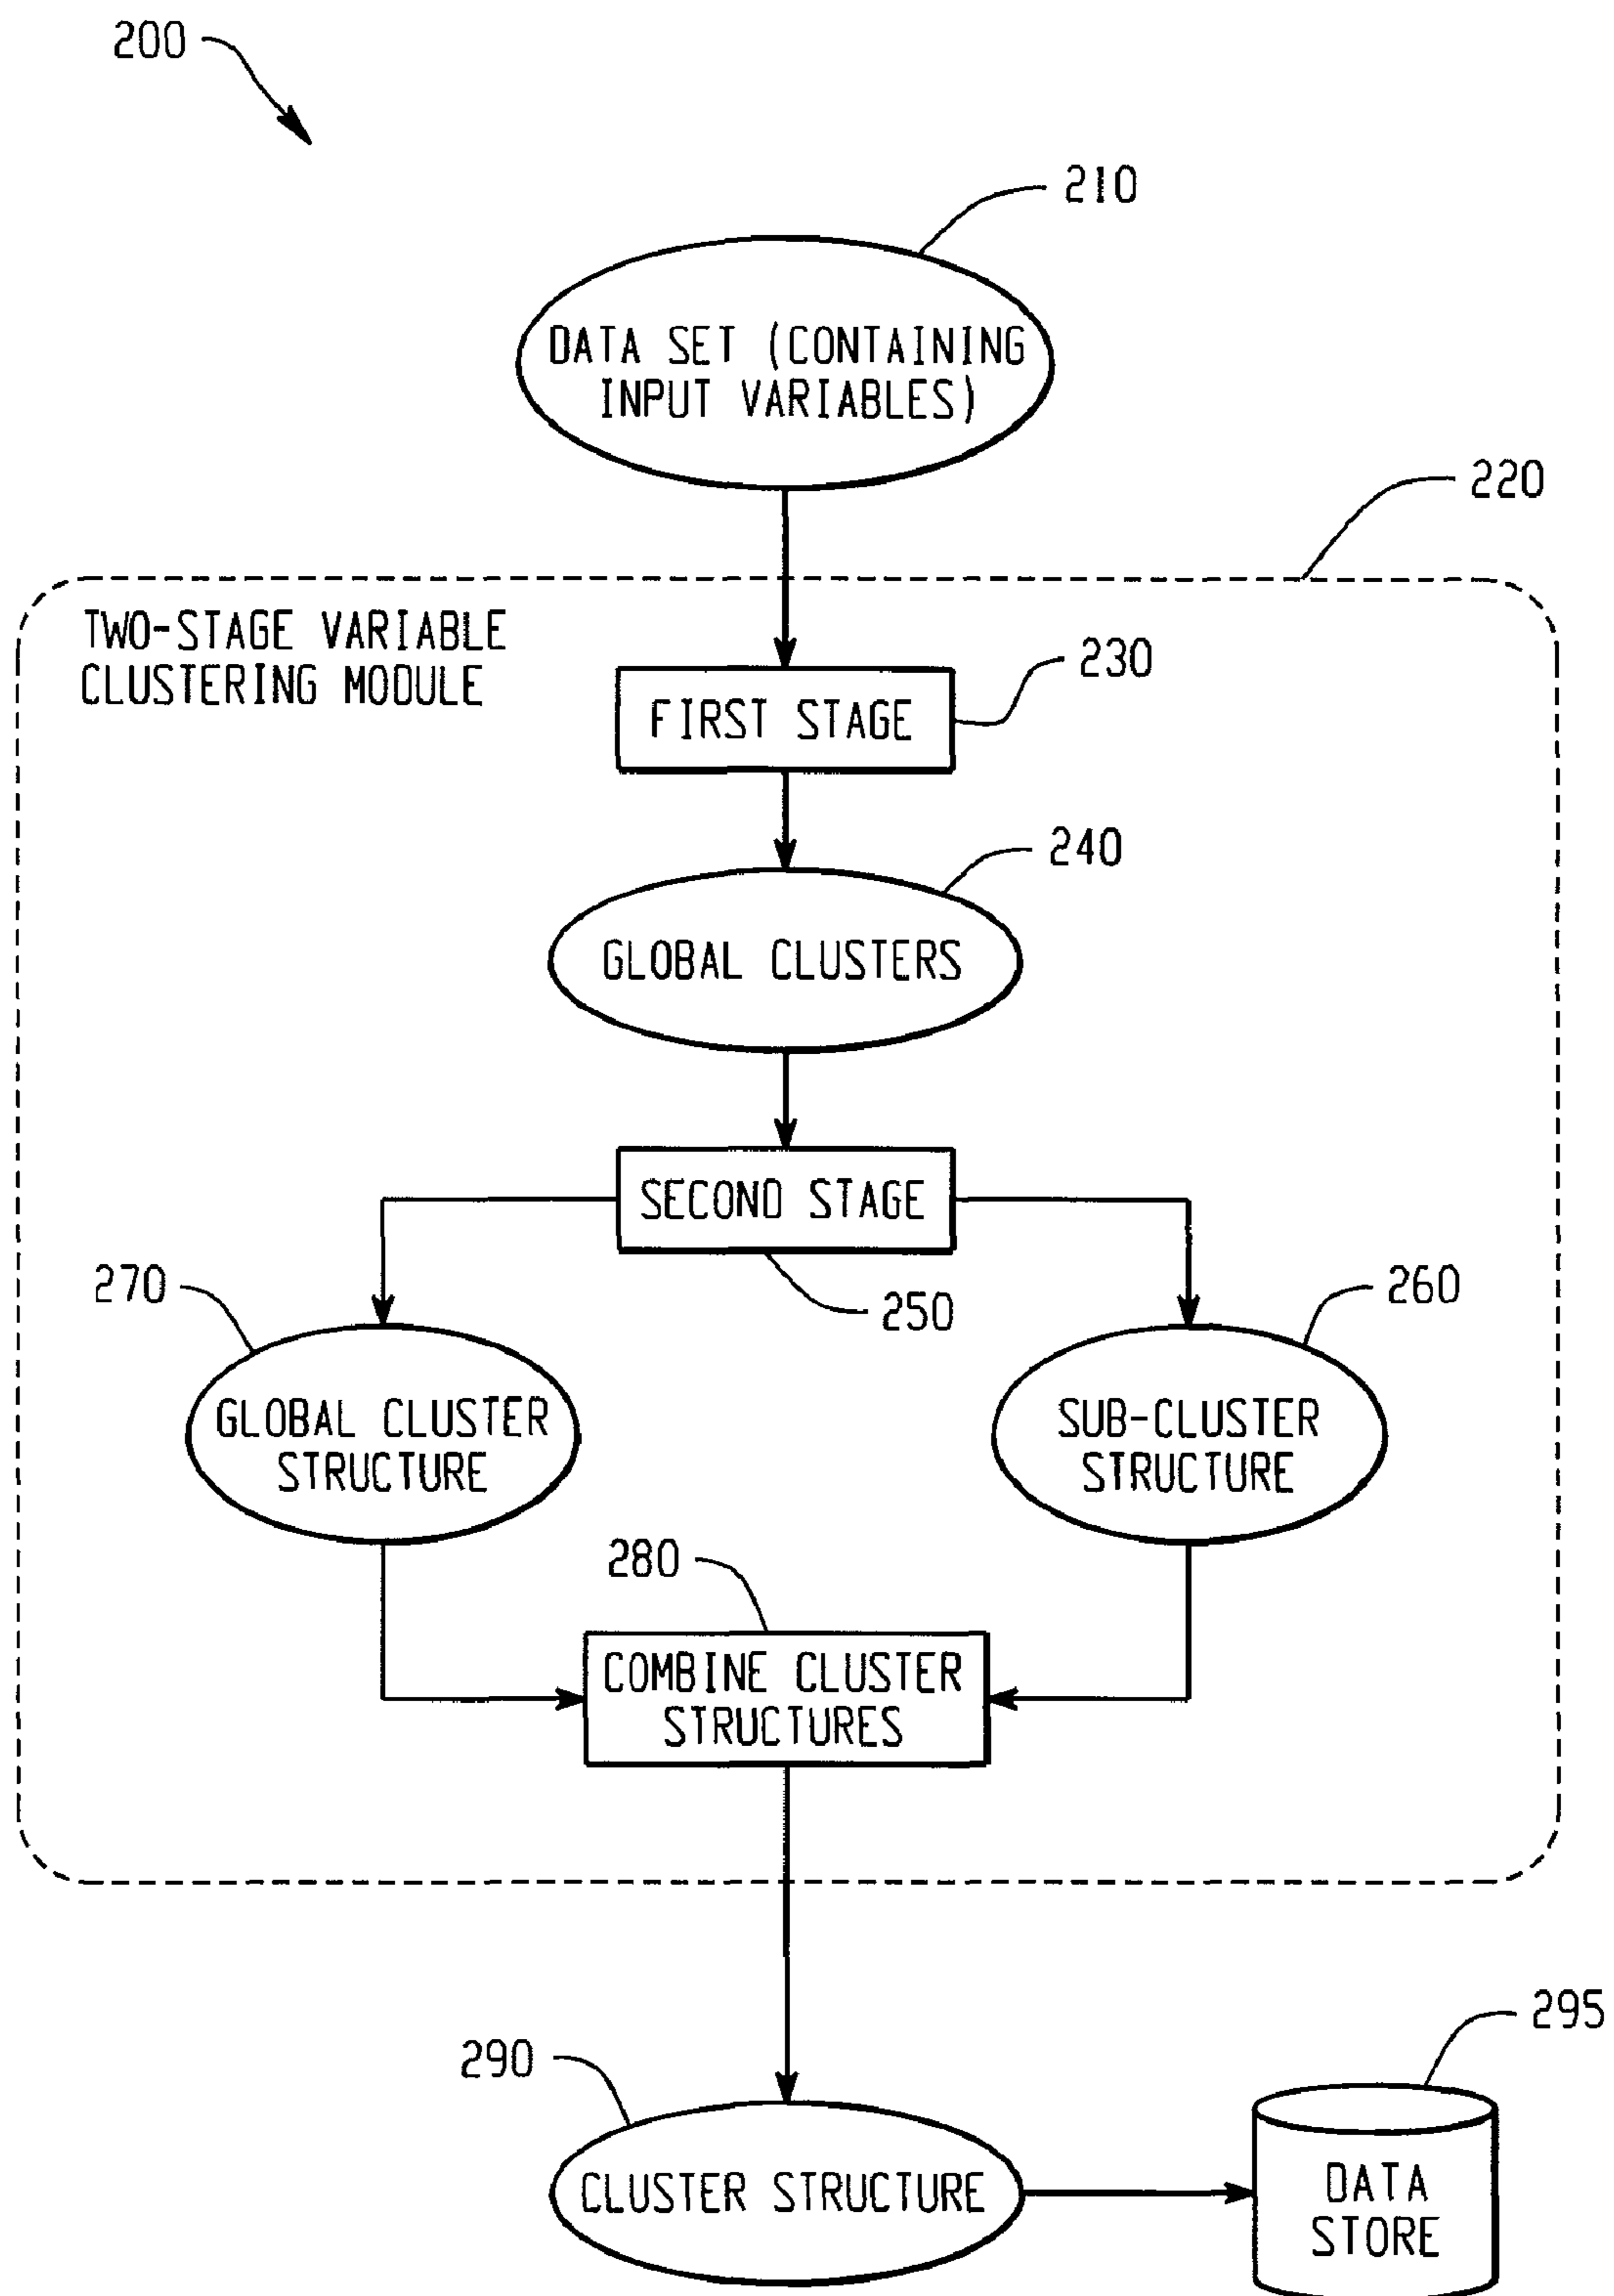 200
210
DATA SET (CONTAINING
INPUT VARIABLES)
220
TWO-STAGE VARIABLE
CLUSTERING MODULE
230
FIRST STAGE
240
GLOBAL CLUSTERS
SECOND STAGE
250
270
260
GLOBAL CLUSTER
STRUCTURE
SUB-CLUSTER
STRUCTURE
280
COMBINE CLUSTER
STRUCTURES
295
290
CLUSTER STRUCTURE
DATA
STORE